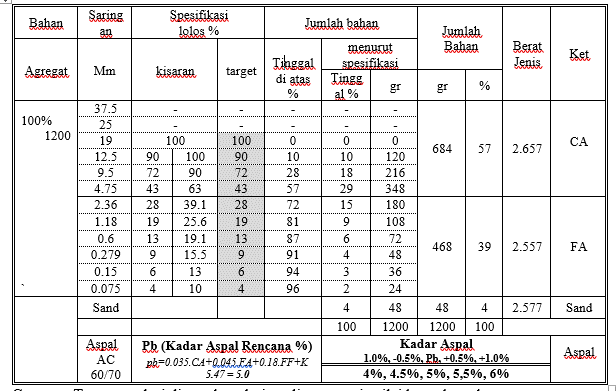 Bahan Saringan Spesifikasi lolos % Jumlah bahan Jumlah Bahan Berat Jenis Ket
Agregat Mm kisaran target Tinggal di atas % menurut spesifikasi
Tinggal % gr gr %
100% 1200
37.5 - - - - -
25 - - - - -
19 100 100 0 0 0
12.5 90 100 90 10 10 120
9.5 72 90 72 28 18 216
4.75 43 63 43 57 29 348
684 57 2.657 CA
2.36 28 39.1 28 72 15 180
1.18 19 25.6 19 81 9 108
0.6 13 19.1 13 87 6 72
0.279 9 15.5 9 91 4 48
0.15 6 13 6 94 3 36
0.075 4 10 4 96 2 24
468 39 2.557 FA
Sand 4 48 48 4 2.577 Sand
100 1200 1200 100
Aspal AC 60/70
Pb (Kadar Aspal Rencana %)
pb=0.035.CA+0.045.FA+0.18.FF+K
5.47 = 5.0
Kadar Aspal
1.0%, -0.5%, Pb, +0.5%, +1.0%
4%, 4.5%, 5%, 5,5%, 6%
Aspal